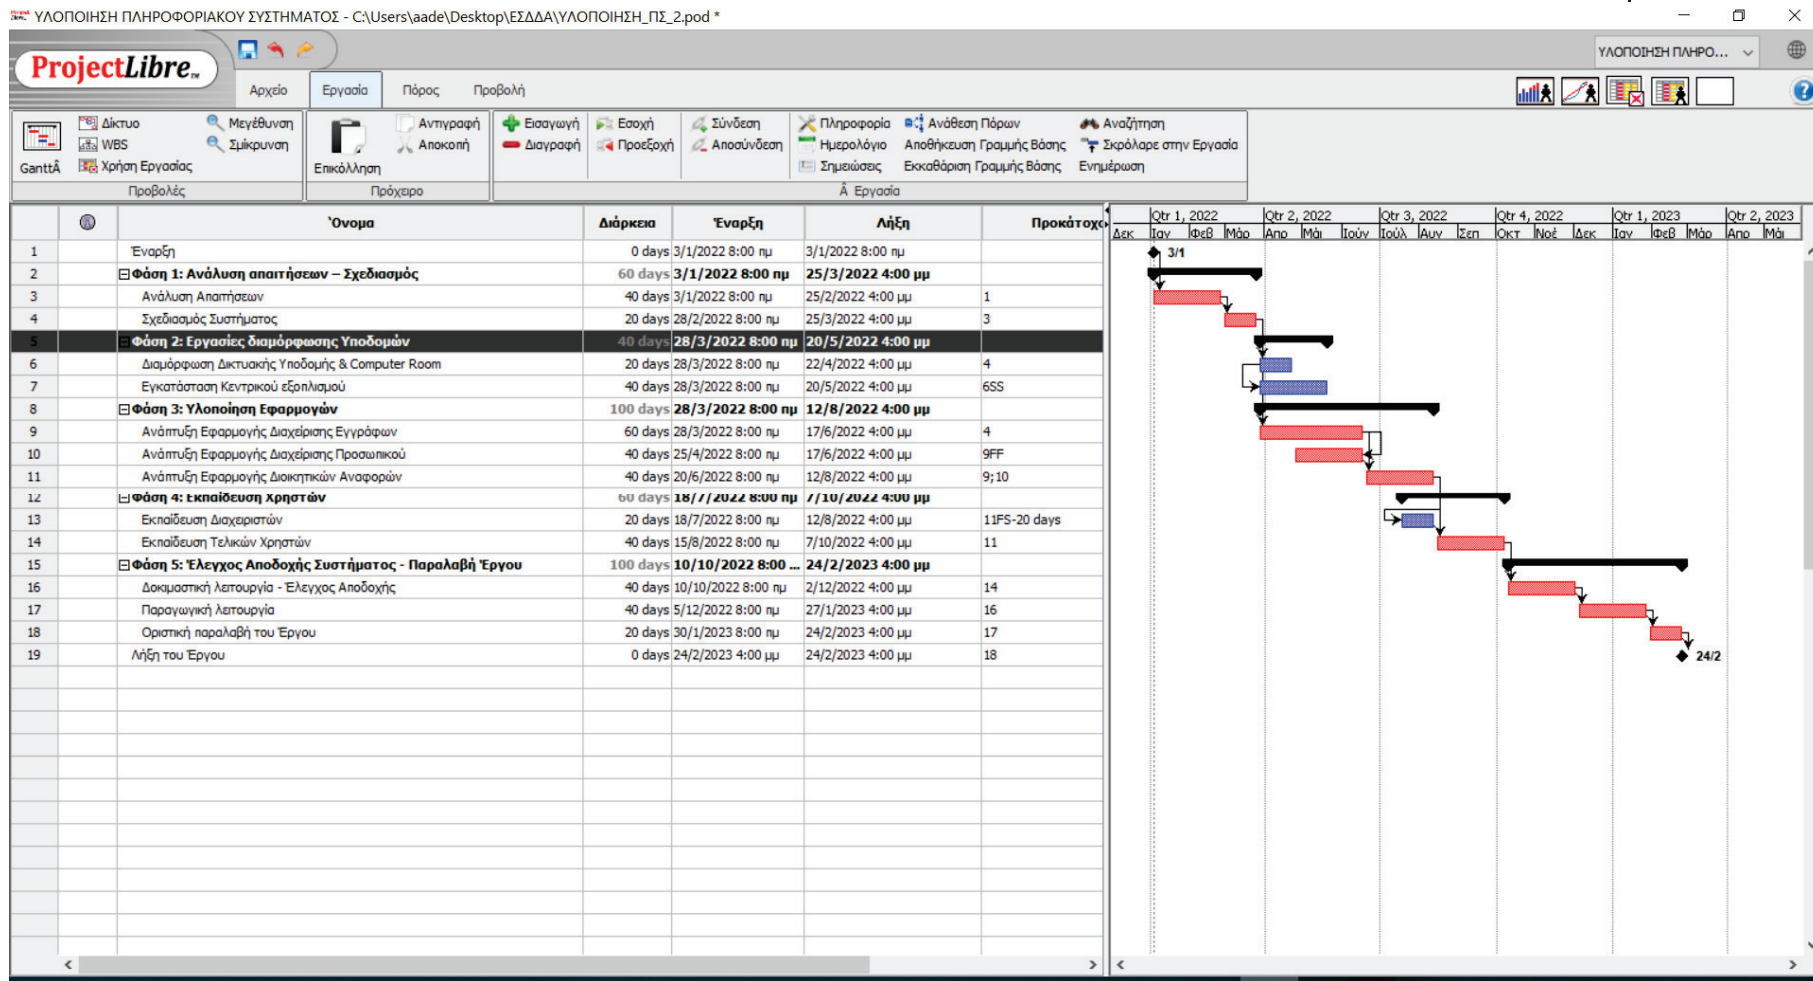 ΥΛΟΠΟΙΗΣΗ ΠΛΗΡΟΦΟΡΙΑΚΟΥ ΣΥΣΤΗΜΑΤΟΣ - C:\Users\aade\Desktop\ΕΣΔΔΑ\ΥΛΟΠΟΙΗΣΗ_ΠΣ_2.pod *
ProjectLibre™
ΥΛΟΠΟΙΗΣΗ ΠΛΗΡΟ...
Αρχείο Εργασία Πόρος Προβολή
Δίκτυο Μεγέθυνση Αντιγραφή Εισαγωγή Εσοχή Σύνδεση Πληροφορία Ανάθεση Πόρων Αναζήτηση
WBS Σμίκρυνση Αποκοπή Διαγραφή Προεξοχή Αποσύνδεση Ημερολόγιο Αποθήκευση Γραμμής Βάσης Σκρόλαρε στην Εργασία
GanttÂ Χρήση Εργασίας Επικόλληση Σημειώσεις Εκκαθάριση Γραμμής Βάσης Ενημέρωση
Προβολές Πρόχειρο Â Εργασία
Όνομα Διάρκεια Έναρξη Λήξη Προκάτοχο
Qtr 1, 2022 Qtr 2, 2022 Qtr 3, 2022 Qtr 4, 2022 Qtr 1, 2023 Qtr 2, 2023
Δεκ Ιαν Φεβ Μάρ Απρ Μάι Ιούν Ιούλ Αυγ Σεπ Οκτ Νοέ Δεκ Ιαν Φεβ Μάρ Απρ Μάι
1 Έναρξη 0 days 3/1/2022 8:00 πμ 3/1/2022 8:00 πμ 3/1
2 Φάση 1: Ανάλυση απαιτήσεων – Σχεδιασμός 60 days 3/1/2022 8:00 πμ 25/3/2022 4:00 μμ
3 Ανάλυση Απαιτήσεων 40 days 3/1/2022 8:00 πμ 25/2/2022 4:00 μμ 1
4 Σχεδιασμός Συστήματος 20 days 28/2/2022 8:00 πμ 25/3/2022 4:00 μμ 3
5 Φάση 2: Εργασίες διαμόρφωσης Υποδομών 40 days 28/3/2022 8:00 πμ 20/5/2022 4:00 μμ
6 Διαμόρφωση Δικτυακής Υποδομής & Computer Room 20 days 28/3/2022 8:00 πμ 22/4/2022 4:00 μμ 4
7 Εγκατάσταση Κεντρικού εξοπλισμού 40 days 28/3/2022 8:00 πμ 20/5/2022 4:00 μμ 6SS
8 Φάση 3: Υλοποίηση Εφαρμογών 100 days 28/3/2022 8:00 πμ 12/8/2022 4:00 μμ
9 Ανάπτυξη Εφαρμογής Διαχείρισης Εγγράφων 60 days 28/3/2022 8:00 πμ 17/6/2022 4:00 μμ 4
10 Ανάπτυξη Εφαρμογής Διαχείρισης Προσωπικού 40 days 25/4/2022 8:00 πμ 17/6/2022 4:00 μμ 9FF
11 Ανάπτυξη Εφαρμογής Διοικητικών Αναφορών 40 days 20/6/2022 8:00 πμ 12/8/2022 4:00 μμ 9;10
12 Φάση 4: Εκπαίδευση Χρηστών 60 days 18/7/2022 8:00 πμ 7/10/2022 4:00 μμ
13 Εκπαίδευση Διαχειριστών 20 days 18/7/2022 8:00 πμ 12/8/2022 4:00 μμ 11FS-20 days
14 Εκπαίδευση Τελικών Χρηστών 40 days 15/8/2022 8:00 πμ 7/10/2022 4:00 μμ 11
15 Φάση 5: Έλεγχος Αποδοχής Συστήματος - Παραλαβή Έργου 100 days 10/10/2022 8:00 ... 24/2/2023 4:00 μμ
16 Δοκιμαστική λειτουργία - Έλεγχος Αποδοχής 40 days 10/10/2022 8:00 πμ 2/12/2022 4:00 μμ 14
17 Παραγωγική λειτουργία 40 days 5/12/2022 8:00 πμ 27/1/2023 4:00 μμ 16
18 Οριστική παραλαβή του Έργου 20 days 30/1/2023 8:00 πμ 24/2/2023 4:00 μμ 17
19 Λήξη του Έργου 0 days 24/2/2023 4:00 μμ 24/2/2023 4:00 μμ 18 24/2